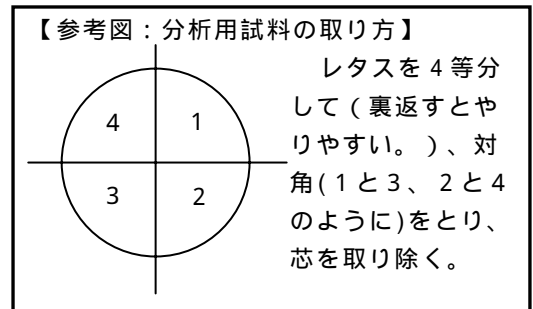 【参考図：分析用試料の取り方】
レタスを4等分
して（裏返すとや
りやすい。）、対
角(1と3、2と4
のように)をとり、
芯を取り除く。
4 1
3 2